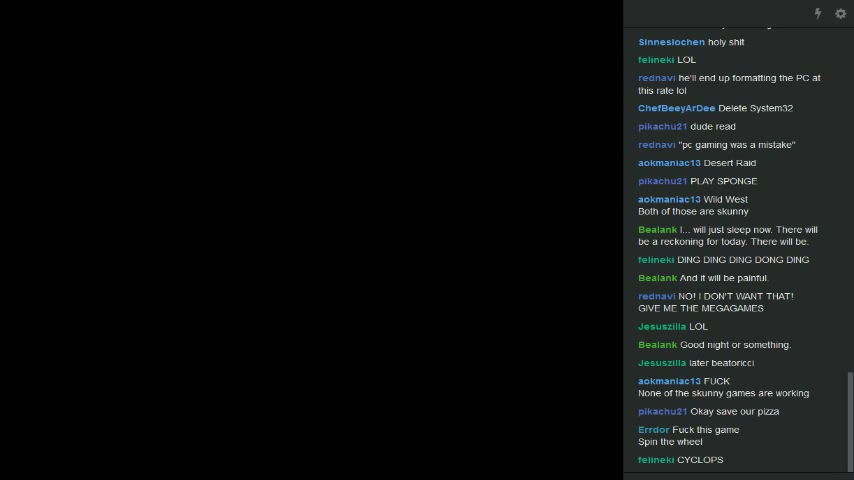 Sinneslochen holy shit
felineki LOL
rednavi he'll end up formatting the PC at
this rate lol
ChefBeeyArDee Delete System32
pikachu21 dude read
rednavi "pc gaming was a mistake"
aokmaniac13 Desert Raid
pikachu21 PLAY SPONGE
aokmaniac13 Wild West
Both of those are skunny
Bealank I... will just sleep now. There will
be a reckoning for today. There will be.
felineki DING DING DING DONG DING
Bealank And it will be painful.
rednavi NO! I DON'T WANT THAT!
GIVE ME THE MEGAGAMES
Jesuszilla LOL
Bealank Good night or something.
Jesuszilla later beatoricci
aokmaniac13 FUCK
None of the skunny games are working
pikachu21 Okay save our pizza
Errdor Fuck this game
Spin the wheel
felineki CYCLOPS